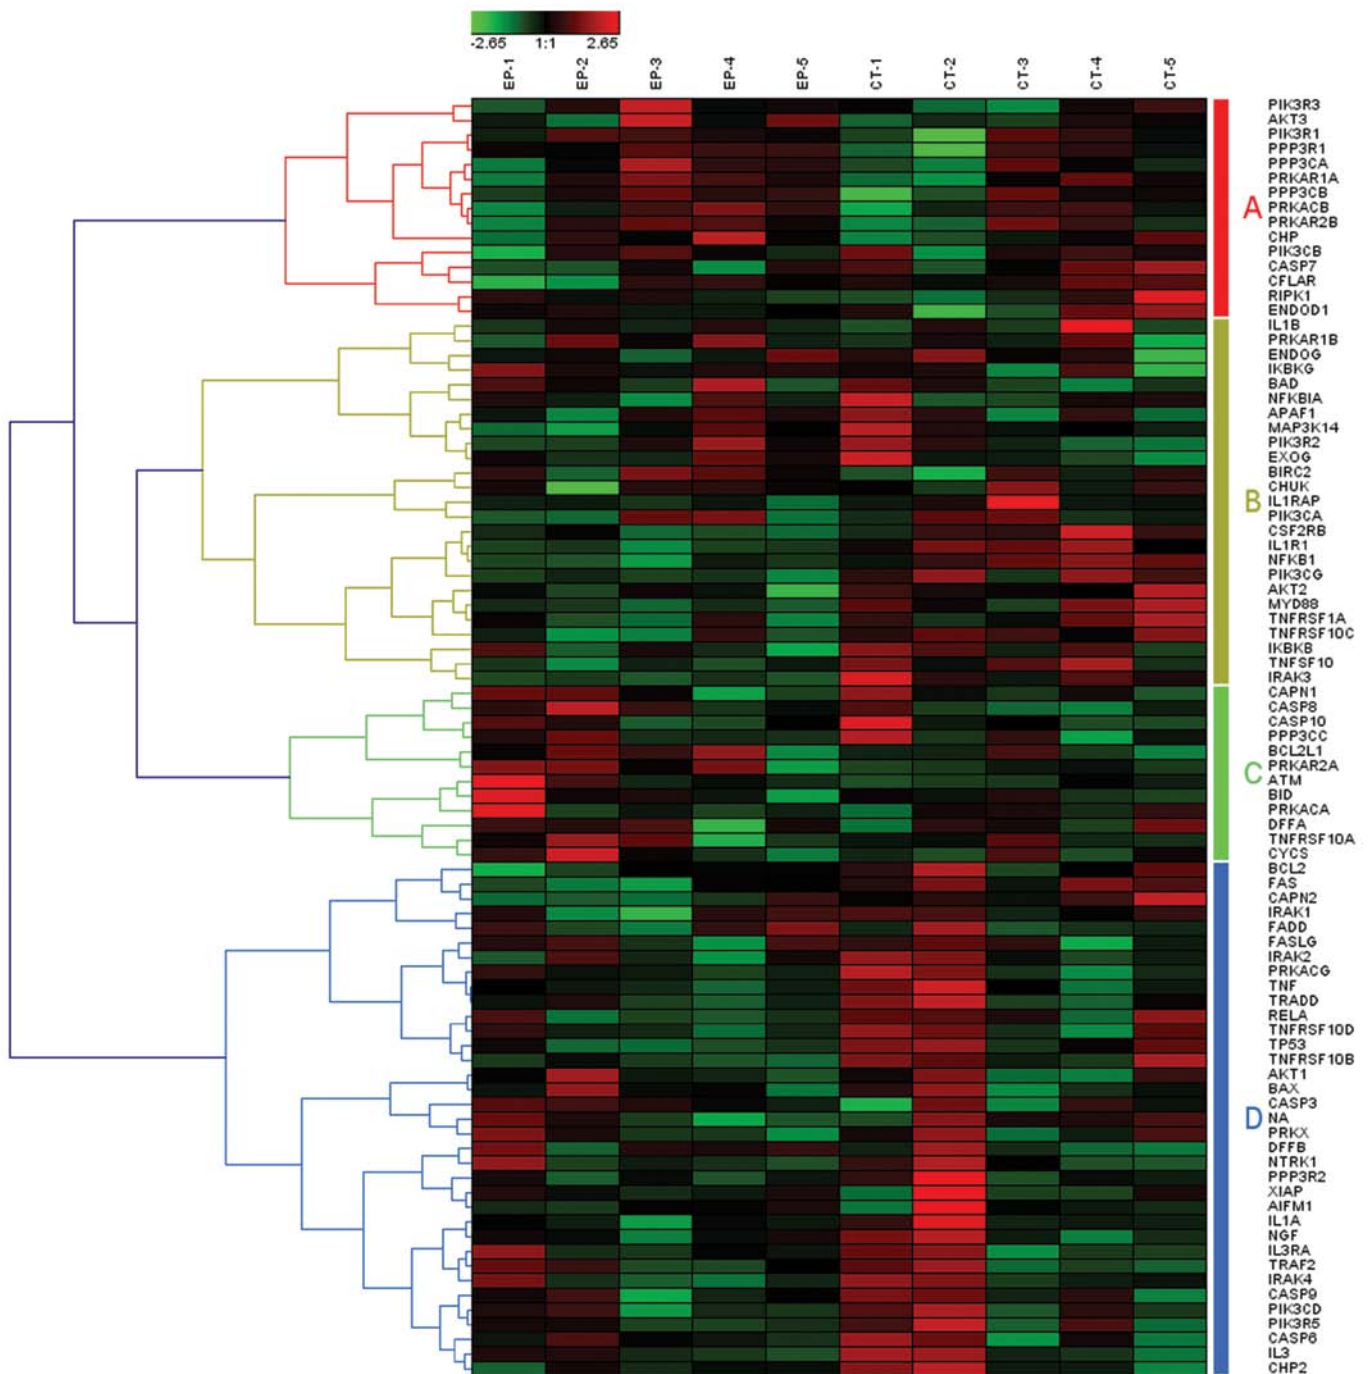 -2.65 1:1 2.65
EP-1 EP-2 EP-3 EP-4 EP-5 CT-1 CT-2 CT-3 CT-4 CT-5
PIK3R3
AKT3
PIK3R1
PPP3R1
PPP3CA
PRKAR1A
PPP3CB
PRKACB
A
PRKAR2B
CHP
PIK3CB
CASP7
CFLAR
RIPK1
ENDOD1
IL1B
PRKAR1B
ENDOG
IKBKG
BAD
NFKBIA
APAF1
MAP3K14
PIK3R2
EXOG
BIRC2
CHUK
IL1RAP
B
PIK3CA
CSF2RB
IL1R1
NFKB1
PIK3CG
AKT2
MYD88
TNFRSF1A
TNFRSF10C
IKBKB
TNFSF10
IRAK3
CAPN1
CASP8
CASP10
PPP3CC
BCL2L1
PRKAR2A
C
ATM
BID
PRKACA
DFFA
TNFRSF10A
CYCS
BCL2
FAS
CAPN2
IRAK1
FADD
FASLG
IRAK2
PRKACG
TNF
TRADD
RELA
TNFRSF10D
TP53
TNFRSF10B
AKT1
BAX
CASP3
D
NA
PRKX
DFFB
NTRK1
PPP3R2
XIAP
AIFM1
IL1A
NGF
IL3RA
TRAF2
IRAK4
CASP9
PIK3CD
PIK3R5
CASP6
IL3
CHP2